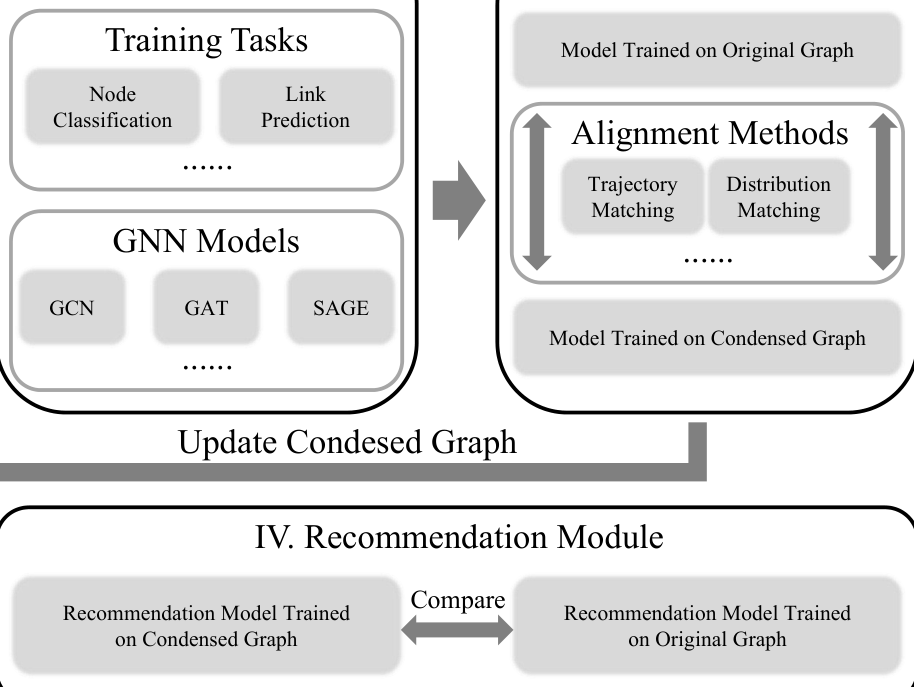 Training Tasks
Node
Classification
Link
Prediction
......
GNN Models
GCN
GAT
SAGE
......
Model Trained on Original Graph
Alignment Methods
Trajectory
Matching
Distribution
Matching
......
Model Trained on Condensed Graph
Update Condesed Graph
IV. Recommendation Module
Recommendation Model Trained
on Condensed Graph
Compare
Recommendation Model Trained
on Original Graph